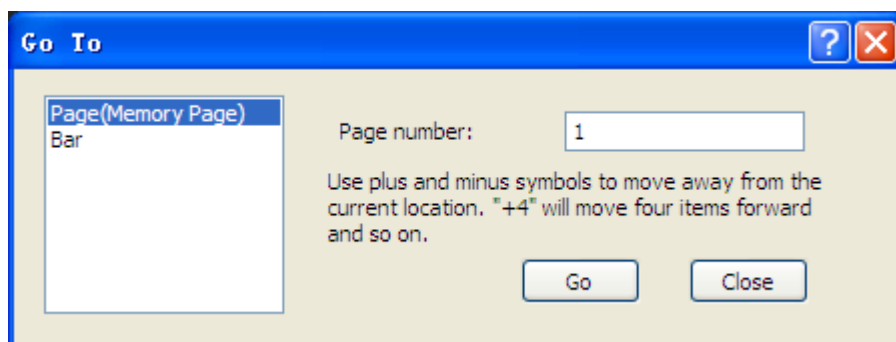 Go To
?
Page(Memory Page)
Bar
Page number:
1
Use plus and minus symbols to move away from the
current location. "+4" will move four items forward
and so on.
Go
Close